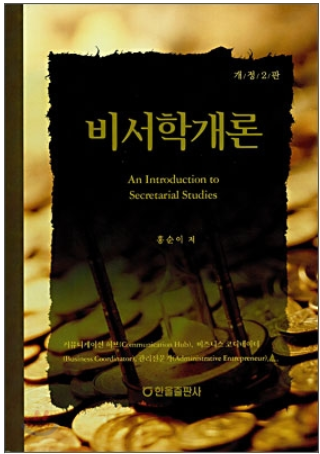 개/정/2/판
비서학개론
An Introduction to
Secretarial Studies
홍순이 저
커뮤니케이션 허브(Communication Hub), 비즈니스 코디네이터
(Business Coordinator), 관리전문가(Administrative Entrepreneur)
한올출판사